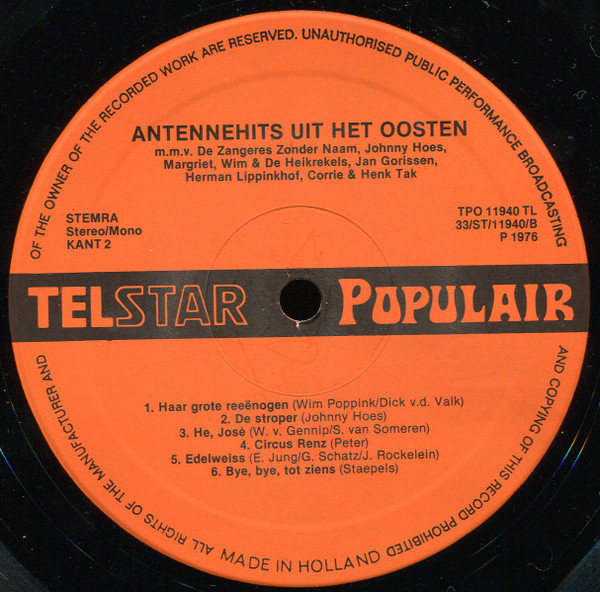 ALL RIGHTS OF THE MANUFACTURER AND OF THE OWNER OF THE RECORDED WORK ARE RESERVED. UNAUTHORISED PUBLIC PERFORMANCE BROADCASTING AND COPYING OF THIS RECORD PROHIBITED
ANTENNEHITS UIT HET OOSTEN
m.m.v. De Zangeres Zonder Naam, Johnny Hoes,
Margriet, Wim & De Heikrekels, Jan Gorissen,
Herman Lippinkhof, Corrie & Henk Tak
STEMRA
Stereo/Mono
KANT 2
TPO 11940 TL
33/ST/11940/B
P 1976
TELSTAR POPULAIR
1. Haar grote reeënogen (Wim Poppink/Dick v.d. Valk)
2. De stroper (Johnny Hoes)
3. He, José (W. v. Gennip/S. van Someren)
4. Circus Renz (Peter)
5. Edelweiss (E. Jung/G. Schatz/J. Rockelein)
6. Bye, bye, tot ziens (Staepels)
MADE IN HOLLAND